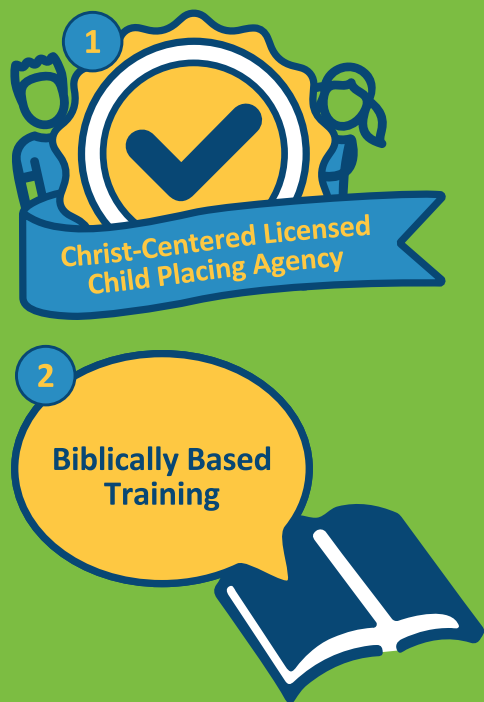 1
Christ-Centered Licensed
Child Placing Agency
2
Biblically Based
Training